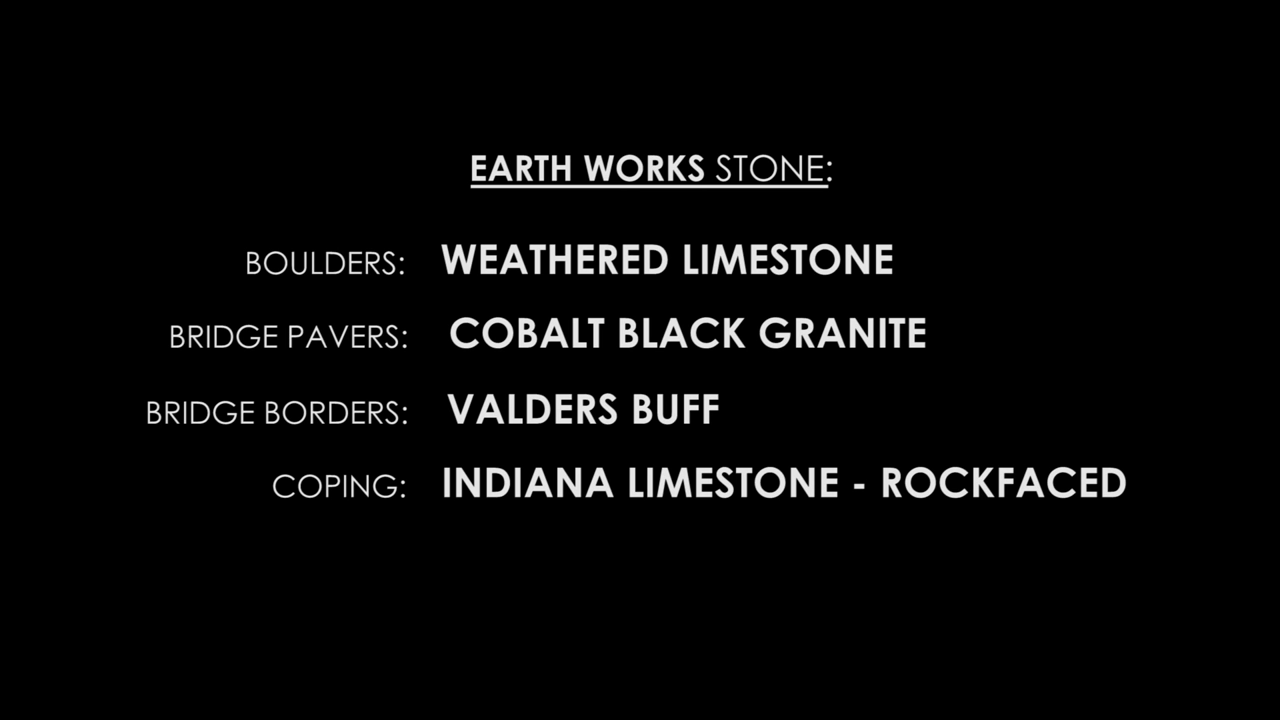 EARTH WORKS STONE:
BOULDERS: WEATHERED LIMESTONE
BRIDGE PAVERS: COBALT BLACK GRANITE
BRIDGE BORDERS: VALDERS BUFF
COPING: INDIANA LIMESTONE - ROCKFACED